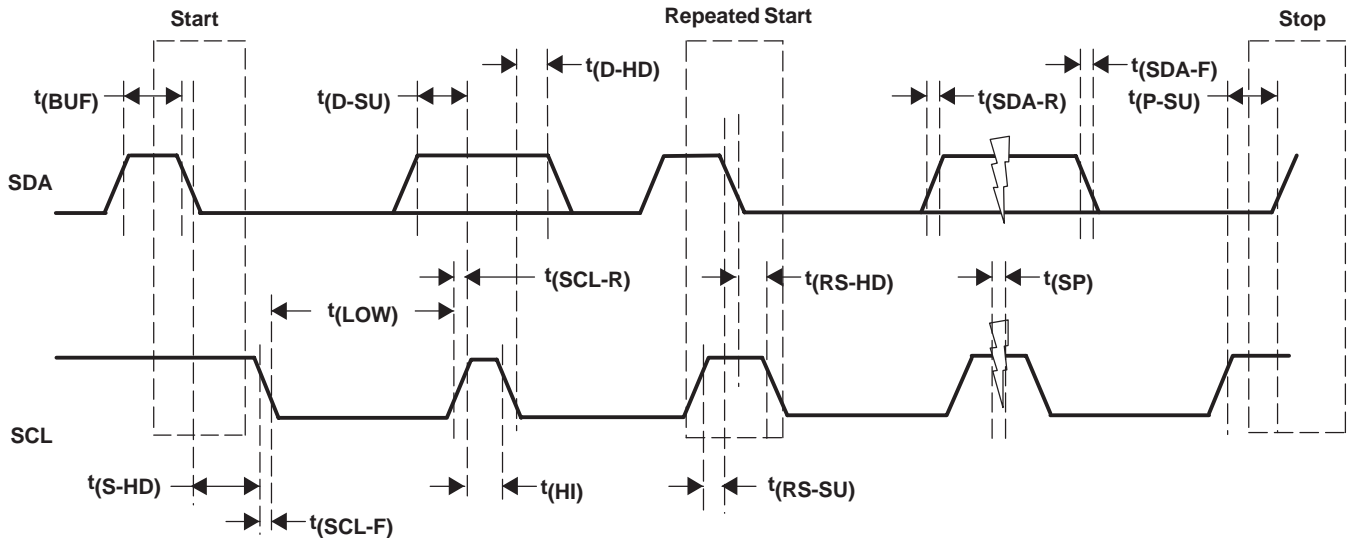 Start
Repeated Start
Stop
t(D-HD)
t(SDA-F)
t(BUF)
t(D-SU)
t(SDA-R)
t(P-SU)
SDA
t(SCL-R)
t(RS-HD)
t(SP)
t(LOW)
SCL
t(S-HD)
t(HI)
t(RS-SU)
t(SCL-F)